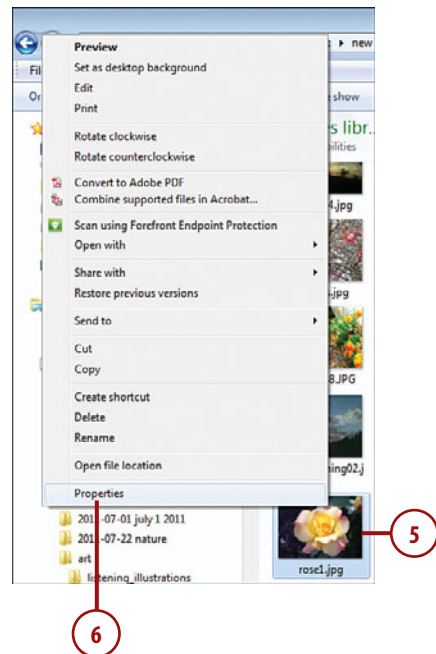 Preview
new
Set as desktop background
Fil
Edit
Or
show
Print
Rotate clockwise
s libr..
Rotate counterclockwise
bilities
Convert to Adobe PDF
Combine supported files in Acrobat...
4.jpg
Scan using Forefront Endpoint Protection
Open with
Share with
.jpg
Restore previous versions
Send to
Cut
8.JPG
Copy
Create shortcut
Delete
Rename
Open file location
ning02.j
Properties
2011-07-01 july 1 2011
2011-07-22 nature
art
listening_illustrations
rose1.jpg
5
6